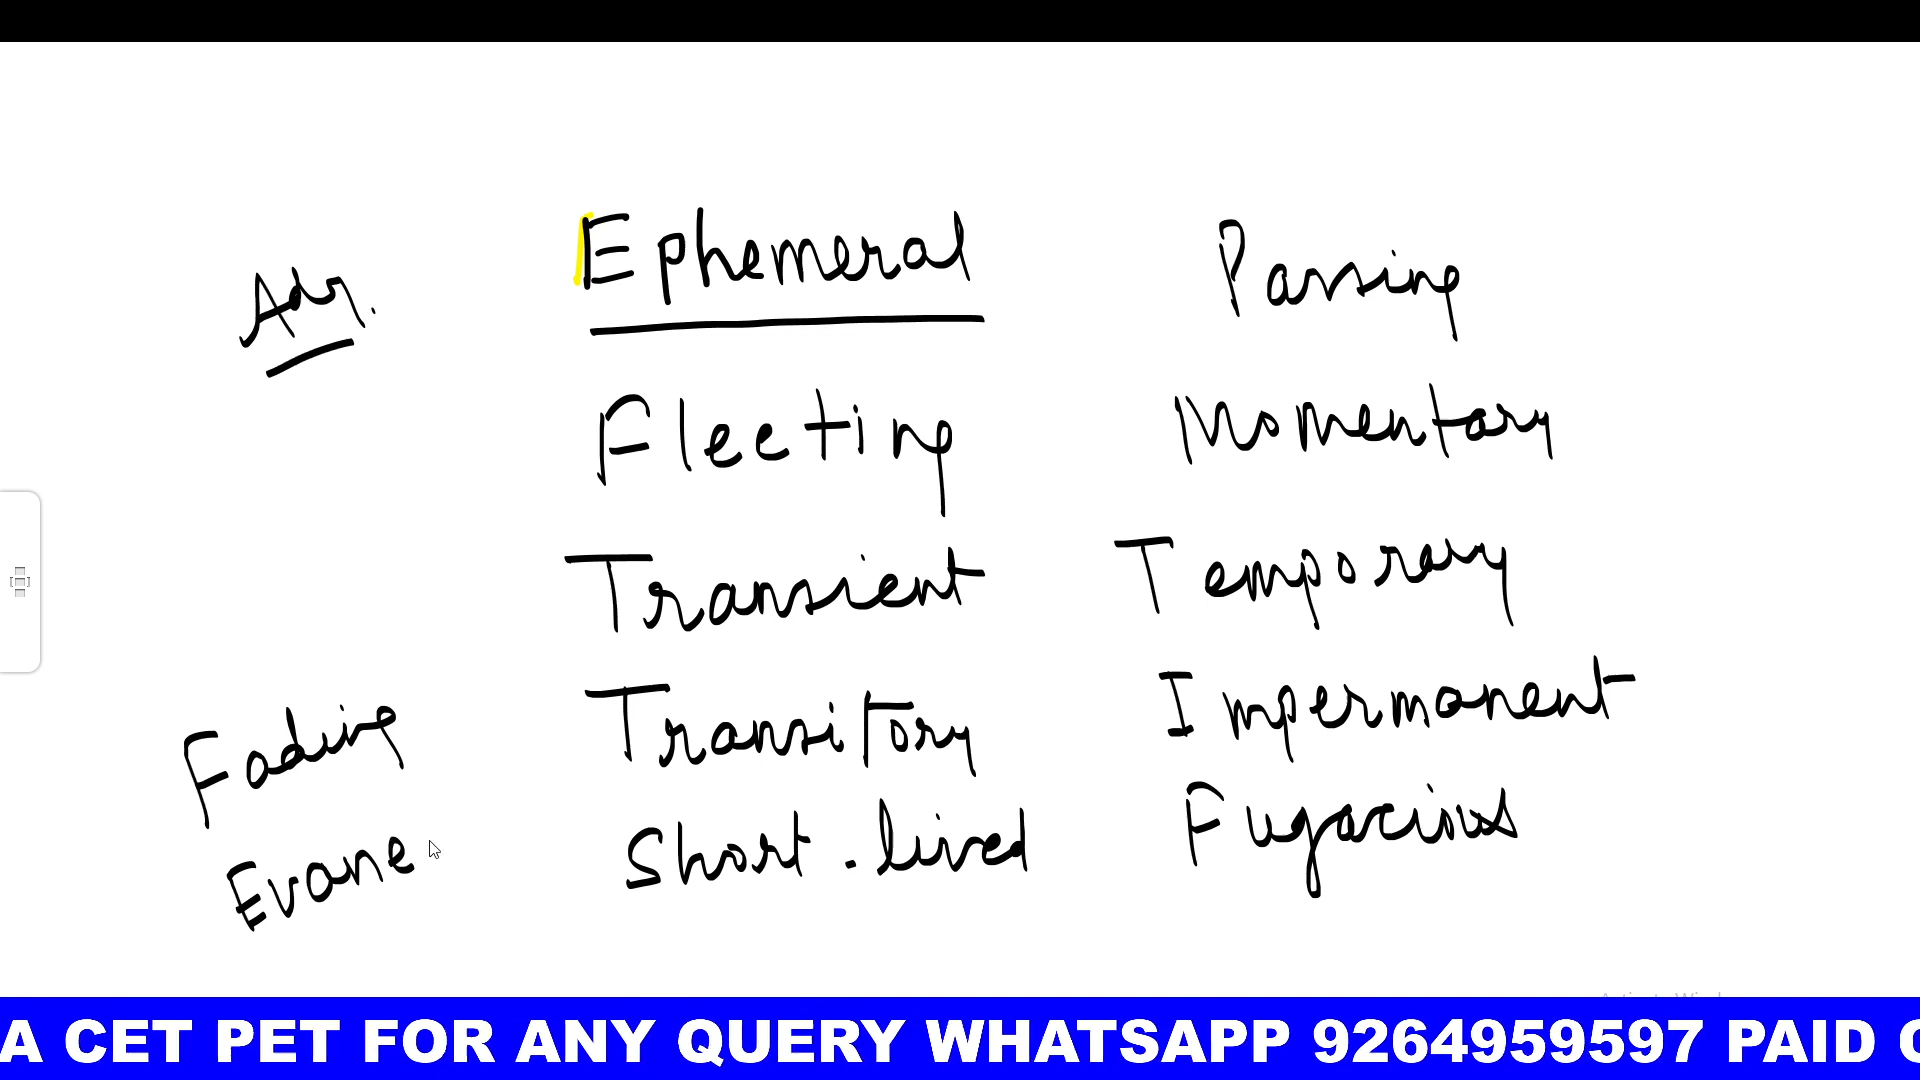 Adj.
Ephemeral
Passing
Fleeting
Momentary
Transient
Temporary
Fading
Transitory
Impermanent
Evane
Short-lived
Fugacious
A CET PET FOR ANY QUERY WHATSAPP 9264959597 PAID C